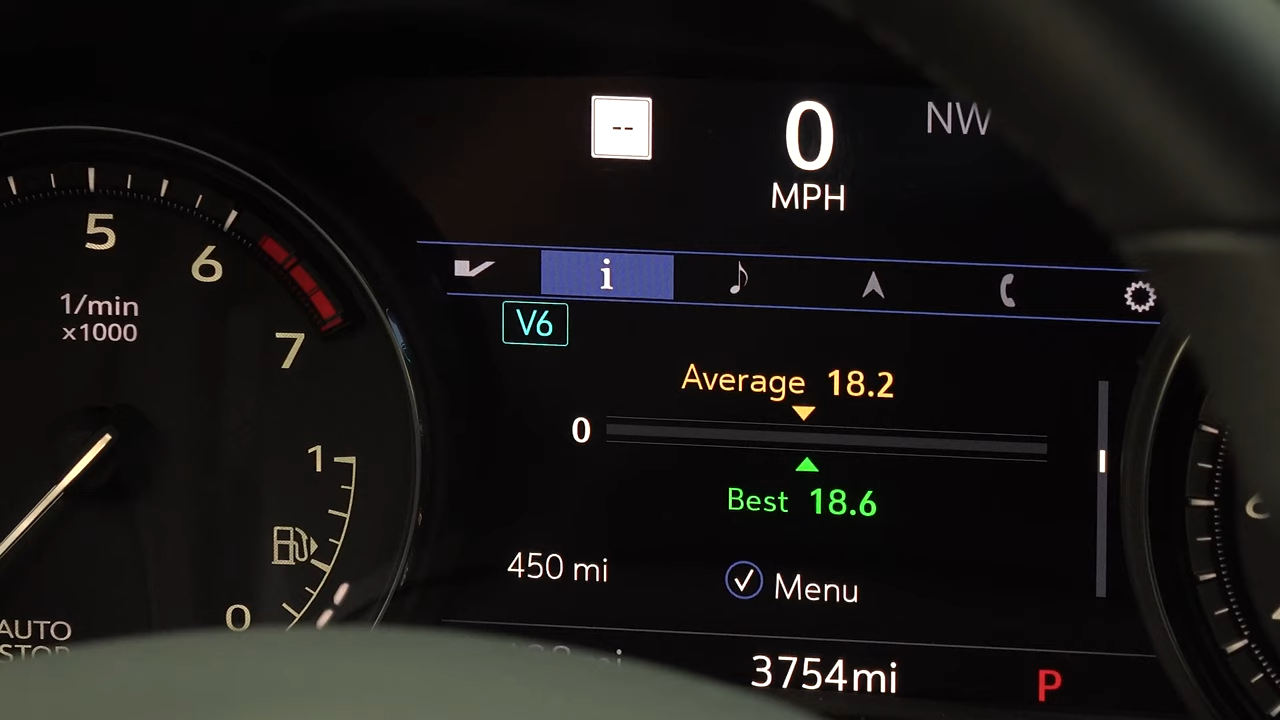 --
0
NW
MPH
5
6
7
1/min
x1000
1
0
AUTO
STOP
i
V6
Average 18.2
0
Best 18.6
450 mi
✓ Menu
3754mi
P